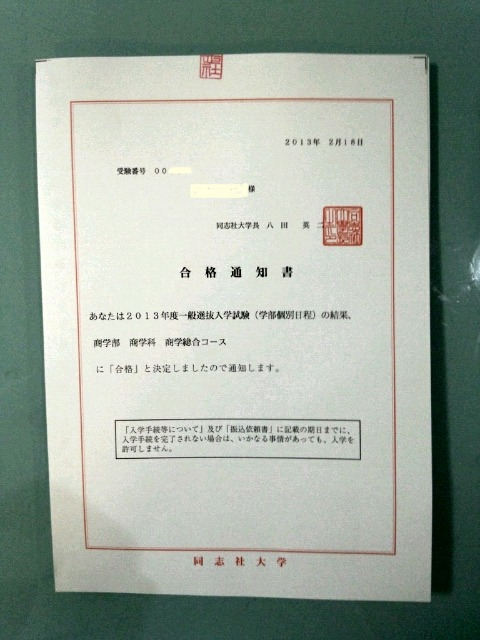 2013年 2月16日
受験番号 00
様
同志社大学長 八田 英二
合格通知書
あなたは2013年度一般選抜入学試験（学部個別日程）の結果、
商学部 商学科 商学総合コース
に「合格」と決定しましたので通知します。
「入学手続等について」及び「振込依頼書」に記載の期日までに、
入学手続を完了されない場合は、いかなる事情があっても、入学を
許可しません。
同志社大学